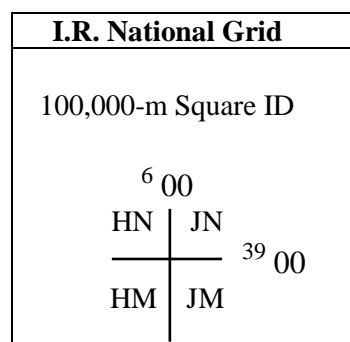 I.R. National Grid
100,000-m Square ID
6 00
HN JN
39 00
HM JM